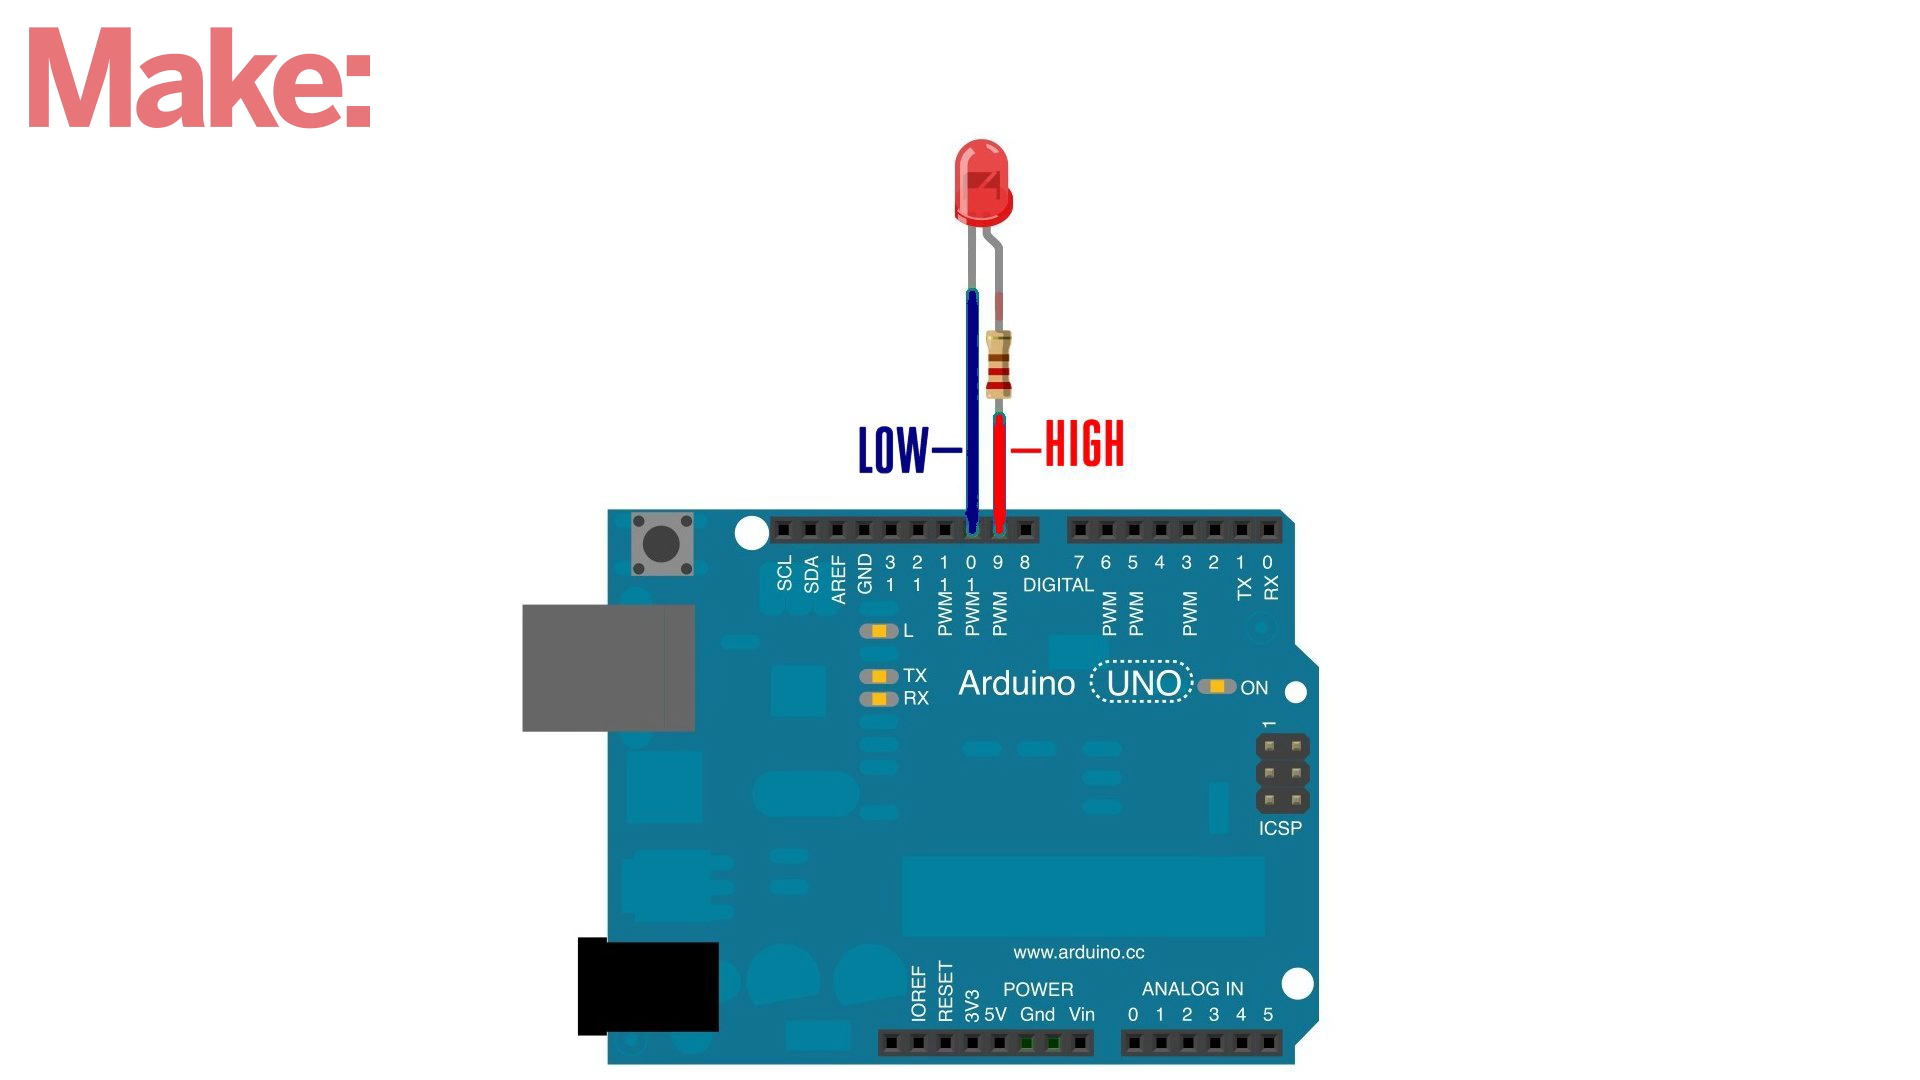 Make:
LOW
HIGH
SCL
SDA
AREF
GND
3 2 1 0 9 8
1 1 1 1
7 6 5 4 3 2 1 0
DIGITAL
PWM PWM PWM
PWM PWM PWM
TX RX
L
TX
RX
Arduino UNO
ON
1
ICSP
www.arduino.cc
IOREF
RESET
3V3
POWER
5V Gnd Vin
ANALOG IN
0 1 2 3 4 5